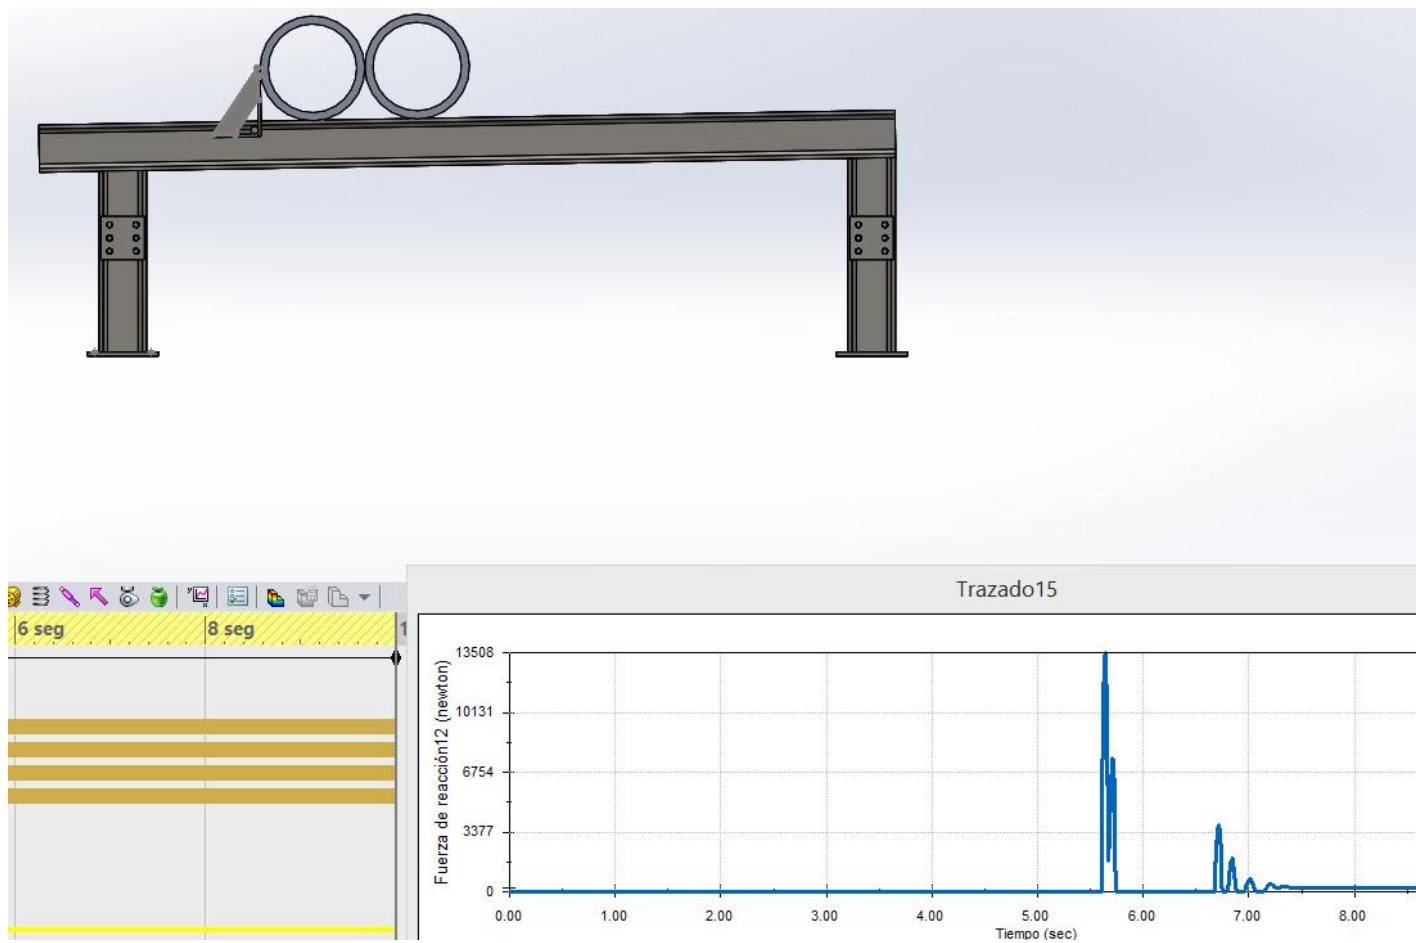 Trazado15
6 seg
8 seg
1
13508
10131
6754
3377
0
Fuerza de reacción12 (newton)
0.00 1.00 2.00 3.00 4.00 5.00 6.00 7.00 8.00
Tiempo (sec)